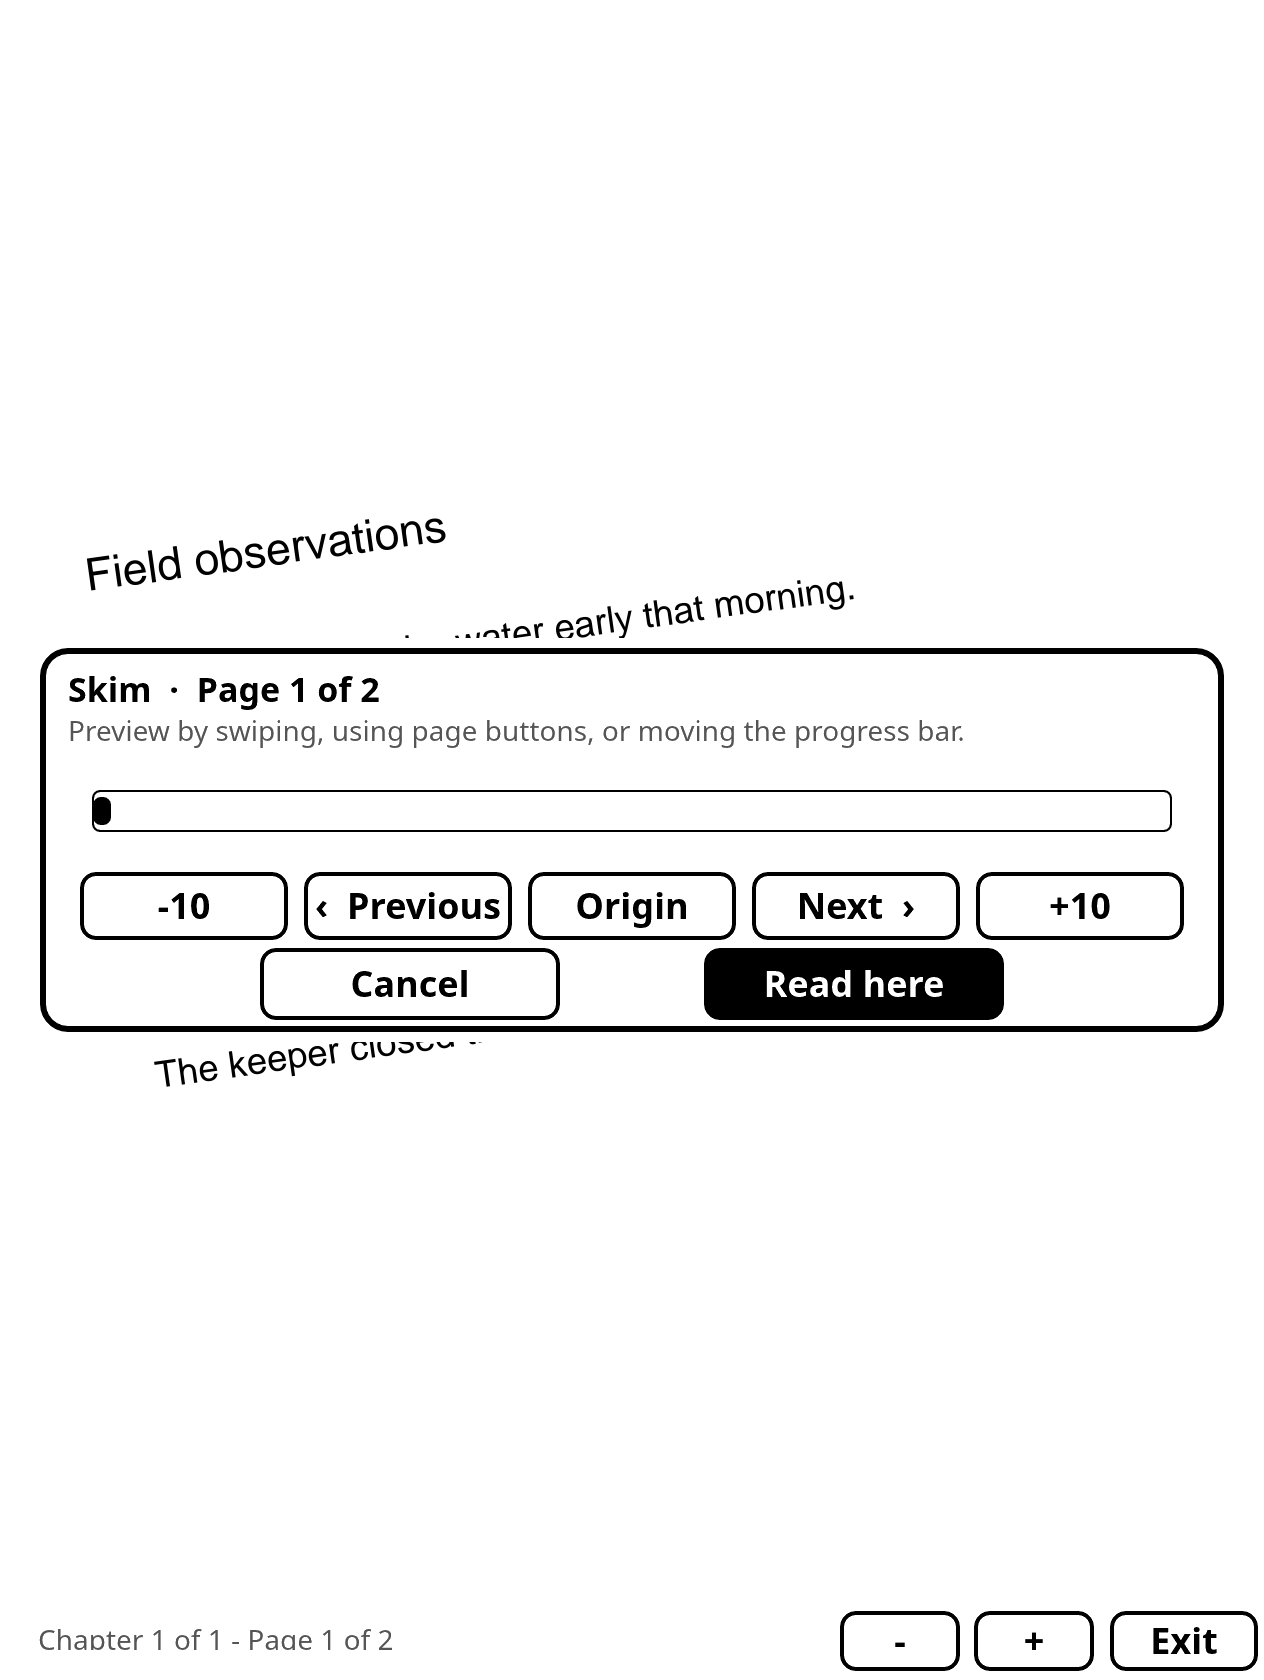 Field observations
water early that morning.
Skim · Page 1 of 2
Preview by swiping, using page buttons, or moving the progress bar.
-10 ‹ Previous Origin Next › +10
Cancel Read here
The keeper closed
Chapter 1 of 1 - Page 1 of 2 - + Exit